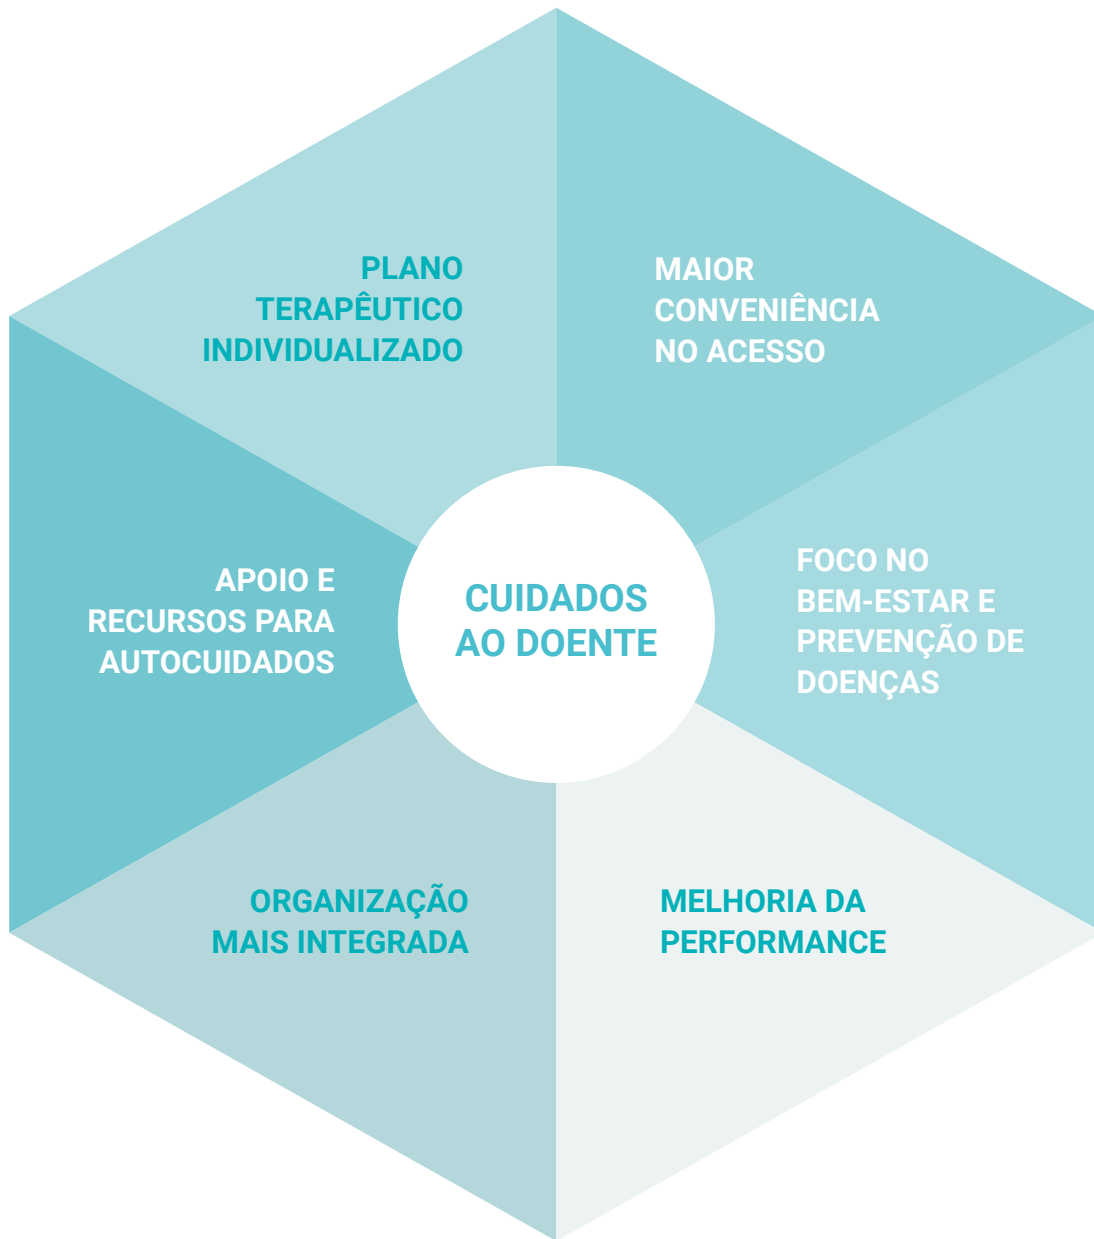 PLANO
TERAPÊUTICO
INDIVIDUALIZADO
MAIOR
CONVENIÊNCIA
NO ACESSO
APOIO E
RECURSOS PARA
AUTOCUIDADOS
CUIDADOS
AO DOENTE
FOCO NO
BEM-ESTAR E
PREVENÇÃO DE
DOENÇAS
ORGANIZAÇÃO
MAIS INTEGRADA
MELHORIA DA
PERFORMANCE